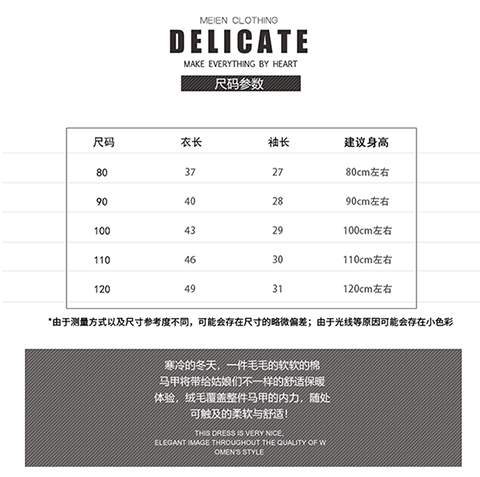 MEIEN CLOTHING
DELICATE
MAKE EVERYTHING BY HEART
尺码参数
尺码 衣长 袖长 建议身高
80 37 27 80cm左右
90 40 28 90cm左右
100 43 29 100cm左右
110 46 30 110cm左右
120 49 31 120cm左右
*由于测量方式以及尺寸参考度不同，可能会存在尺寸的略微偏差；由于光线等原因可能会存在小色彩
寒冷的冬天，一件毛毛的软软的棉
马甲将带给姑娘们不一样的舒适保暖
体验，绒毛覆盖整件马甲的内力，随处
可触及的柔软与舒适！
THIS DRESS IS VERY NICE,
ELEGANT IMAGE THROUGHOUT THE QUALITY OF W
OMEN'S STYLE